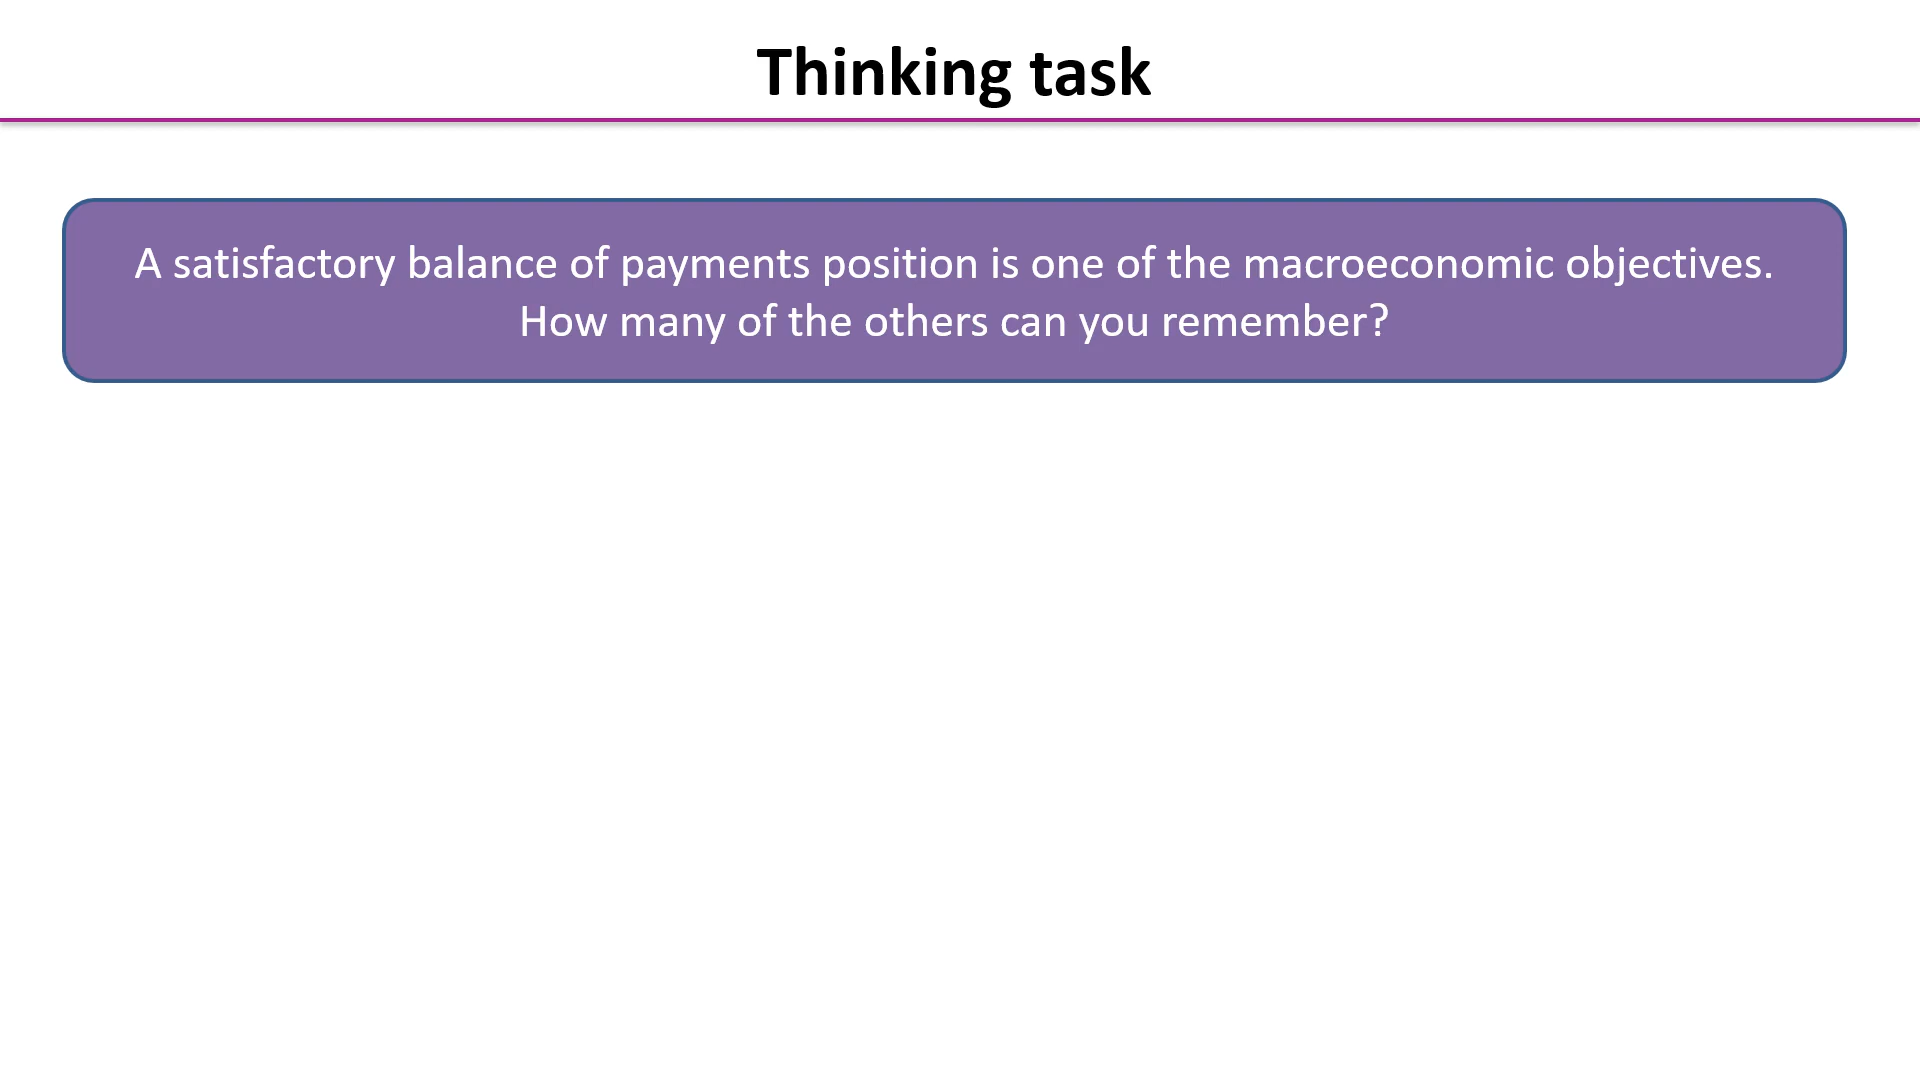 Thinking task
A satisfactory balance of payments position is one of the macroeconomic objectives.
How many of the others can you remember?